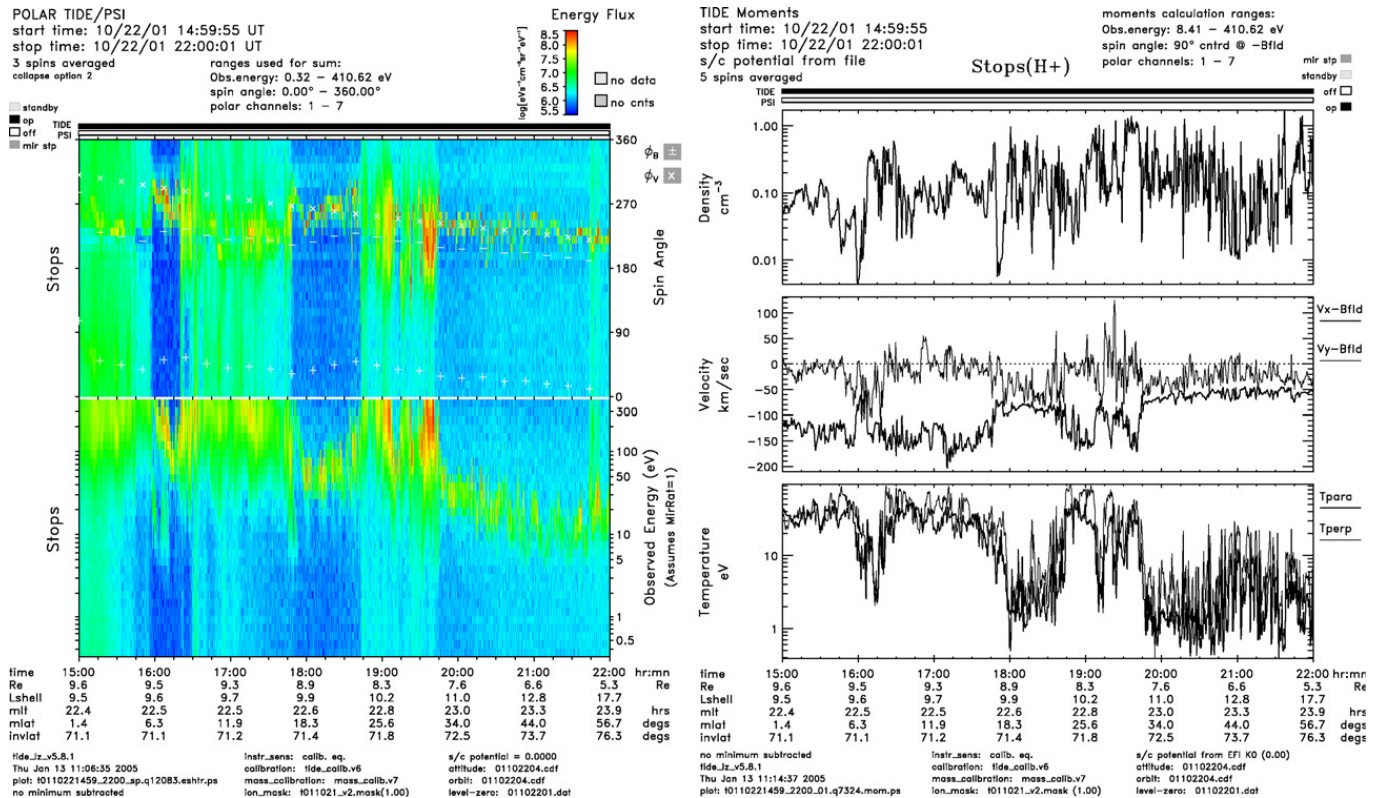 POLAR TIDE/PSI
start time: 10/22/01 14:59:55 UT
stop time: 10/22/01 22:00:01 UT
3 spins averaged
collapse option 2
ranges used for sum:
Obs.energy: 0.32 - 410.62 eV
spin angle: 0.00° - 360.00°
polar channels: 1 - 7
Energy Flux
8.5
8.0
7.5
7.0
6.5
6.0
5.5
log[eVs⁻¹cm⁻²sr⁻¹eV⁻¹]
no data
no cnts
standby
op
off
mlr stp
TIDE
PSI
360
270
180
90
0
ϕB ±
ϕV x
Stops
Spin Angle
300
100
50
10
5
1
0.5
Stops
Observed Energy (eV)
(Assumes MirRat=1)
time 15:00 16:00 17:00 18:00 19:00 20:00 21:00 22:00 hr:mn
Re 9.6 9.5 9.3 8.9 8.3 7.6 6.6 5.3 Re
Lshell 9.5 9.6 9.7 9.9 10.2 11.0 12.8 17.7
mlt 22.4 22.5 22.5 22.6 22.8 23.0 23.3 23.9 hrs
mlat 1.4 6.3 11.9 18.3 25.6 34.0 44.0 56.7 degs
invlat 71.1 71.1 71.2 71.4 71.8 72.5 73.7 76.3 degs
tide_lz_v5.8.1 instr_sens: calib. eq. s/c potential = 0.0000
Thu Jan 13 11:06:35 2005 calibration: tide_calib.v6 attitude: 01102204.cdf
plot: t0110221459_2200_sp.q12083.eshtr.ps mass_calibration: mass_calib.v7 orbit: 01102204.cdf
no minimum subtracted ion_mask: t011021_v2.mask(1.00) level-zero: 01102201.dat
TIDE Moments
start time: 10/22/01 14:59:55
stop time: 10/22/01 22:00:01
s/c potential from file
5 spins averaged
Stops(H+)
moments calculation ranges:
Obs.energy: 8.41 - 410.62 eV
spin angle: 90° cntrd @ -Bfld
polar channels: 1 - 7
mlr stp
standby
off
op
TIDE
PSI
1.00
0.10
0.01
Density
cm⁻³
100
50
0
-50
-100
-150
-200
Velocity
km/sec
Vx-Bfld
Vy-Bfld
10
1
Temperature
eV
Tpara
Tperp
time 15:00 16:00 17:00 18:00 19:00 20:00 21:00 22:00 hr:mn
Re 9.6 9.5 9.3 8.9 8.3 7.6 6.6 5.3 Re
Lshell 9.5 9.6 9.7 9.9 10.2 11.0 12.8 17.7
mlt 22.4 22.5 22.5 22.6 22.8 23.0 23.3 23.9 hrs
mlat 1.4 6.3 11.9 18.3 25.6 34.0 44.0 56.7 degs
invlat 71.1 71.1 71.2 71.4 71.8 72.5 73.7 76.3 degs
no minimum subtracted instr_sens: calib. eq. s/c potential from EFI K0 (0.00)
tide_lz_v5.8.1 calibration: tide_calib.v6 attitude: 01102204.cdf
Thu Jan 13 11:14:37 2005 mass_calibration: mass_calib.v7 orbit: 01102204.cdf
plot: t0110221459_2200_01.q7324.mom.ps ion_mask: t011021_v2.mask (1.00) level-zero: 01102201.dat